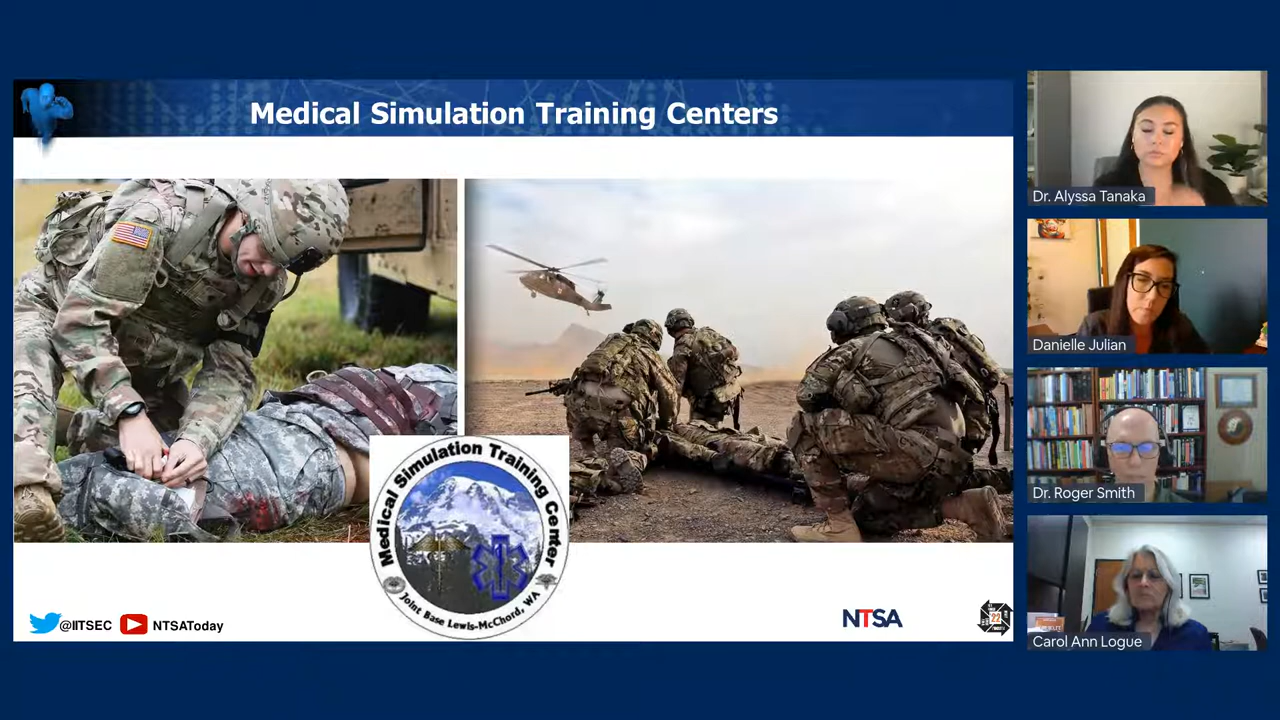 Medical Simulation Training Centers
Medical Simulation Training Center
Joint Base Lewis-McChord, WA
@IITSEC
NTSAToday
NTSA
Dr. Alyssa Tanaka
Danielle Julian
Dr. Roger Smith
Carol Ann Logue